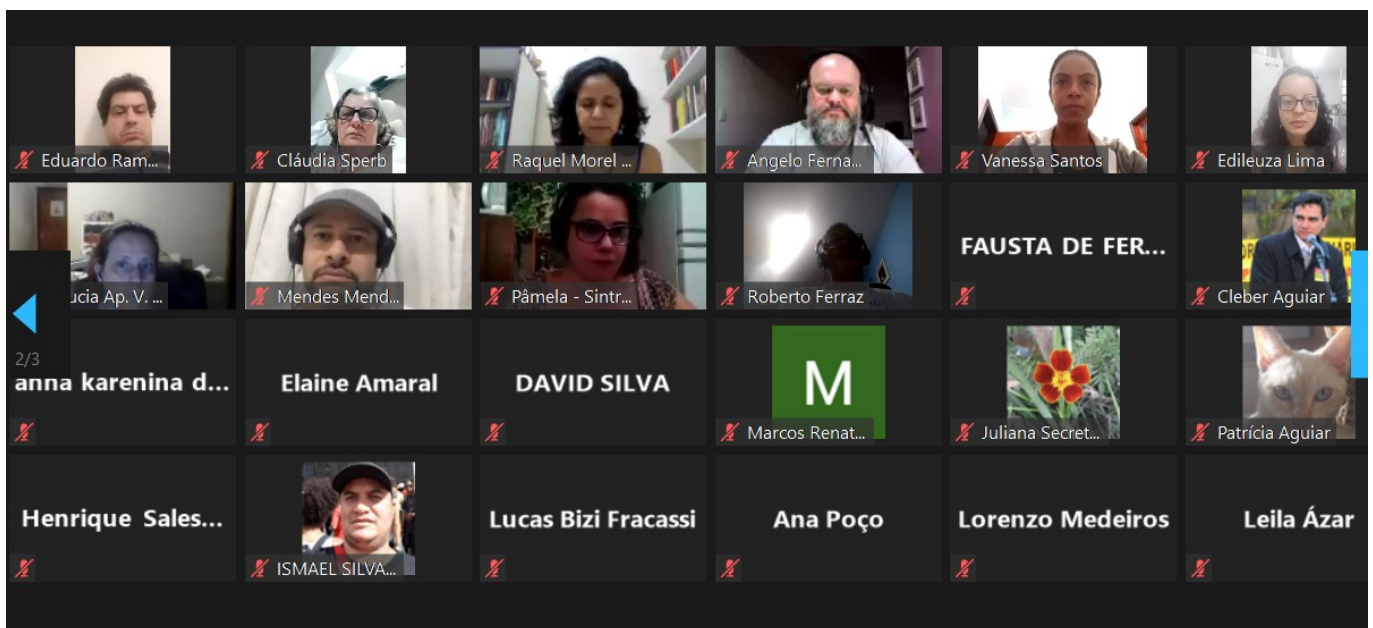 Eduardo Ram...
Cláudia Sperb
Raquel Morel ...
Angelo Ferna...
Vanessa Santos
Edileuza Lima
ucia Ap. V. ...
Mendes Mend...
Pâmela - Sintr...
Roberto Ferraz
FAUSTA DE FER...
Cleber Aguiar
2/3
anna karenina d...
Elaine Amaral
DAVID SILVA
M
Marcos Renat...
Juliana Secret...
Patrícia Aguiar
Henrique Sales...
ISMAEL SILVA...
Lucas Bizi Fracassi
Ana Poço
Lorenzo Medeiros
Leila Ázar